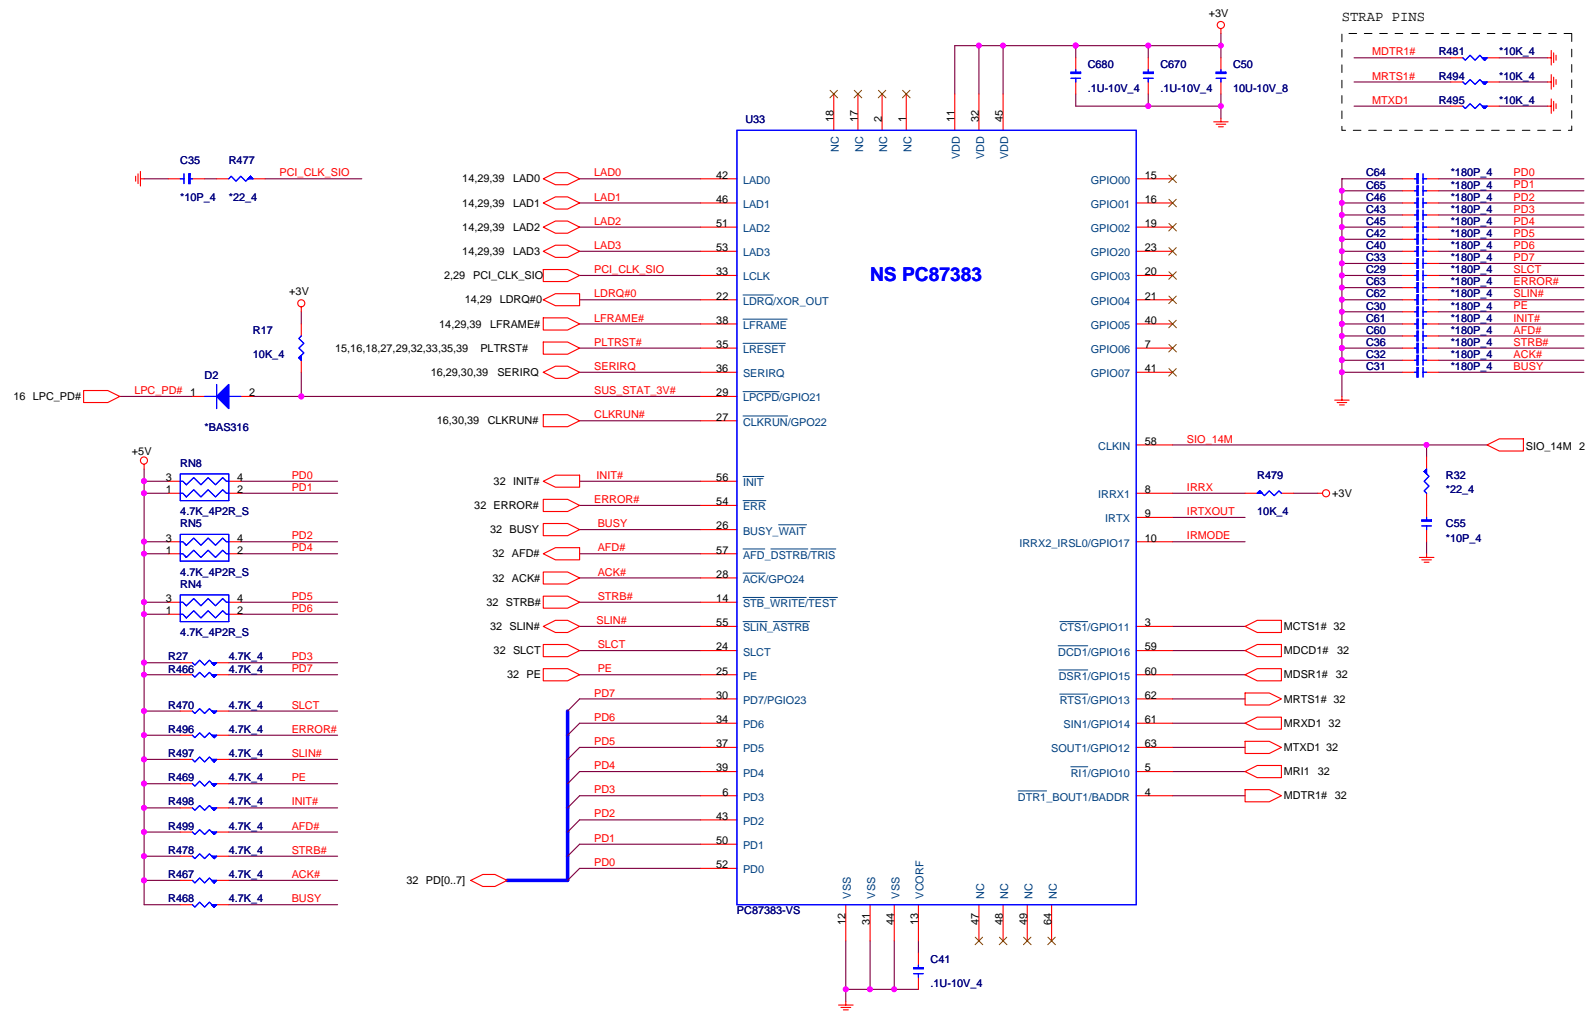 STRAP PINS
MDTR1# R481 *10K_4
MRTS1# R494 *10K_4
MTXD1 R495 *10K_4
+3V
C680 .1U-10V_4
C670 .1U-10V_4
C50 10U-10V_8
U33
18 17 2 1 11 32 45
NC NC NC NC VDD VDD VDD
C35 *10P_4 R477 *22_4 PCI_CLK_SIO
14,29,39 LAD0 LAD0 42 LAD0
14,29,39 LAD1 LAD1 46 LAD1
14,29,39 LAD2 LAD2 51 LAD2
14,29,39 LAD3 LAD3 53 LAD3
2,29 PCI_CLK_SIO PCI_CLK_SIO 33 LCLK
14,29 LDRQ#0 LDRQ#0 22 LDRQ/XOR_OUT
14,29,39 LFRAME# LFRAME# 38 LFRAME
15,16,18,27,29,32,33,35,39 PLTRST# PLTRST# 35 LRESET
16,29,30,39 SERIRQ SERIRQ 36 SERIRQ
SUS_STAT_3V# 29 LPCPD/GPIO21
16,30,39 CLKRUN# CLKRUN# 27 CLKRUN/GPO22
+3V
R17
10K_4
16 LPC_PD# LPC_PD# 1 D2 2
*BAS316
NS PC87383
GPIO00 15
GPIO01 16
GPIO02 19
GPIO20 23
GPIO03 20
GPIO04 21
GPIO05 40
GPIO06 7
GPIO07 41
C64 *180P_4 PD0
C65 *180P_4 PD1
C46 *180P_4 PD2
C43 *180P_4 PD3
C45 *180P_4 PD4
C42 *180P_4 PD5
C40 *180P_4 PD6
C33 *180P_4 PD7
C29 *180P_4 SLCT
C63 *180P_4 ERROR#
C62 *180P_4 SLIN#
C30 *180P_4 PE
C61 *180P_4 INIT#
C60 *180P_4 AFD#
C36 *180P_4 STRB#
C32 *180P_4 ACK#
C31 *180P_4 BUSY
CLKIN 58 SIO_14M SIO_14M 2
R32
*22_4
C55
*10P_4
IRRX1 8 IRRX R479 10K_4 +3V
IRTX 9 IRTXOUT
IRRX2_IRSL0/GPIO17 10 IRMODE
+5V
RN8
3 4 PD0
1 2 PD1
4.7K_4P2R_S
RN5
3 4 PD2
1 2 PD4
4.7K_4P2R_S
RN4
3 4 PD5
1 2 PD6
4.7K_4P2R_S
R27 4.7K_4 PD3
R466 4.7K_4 PD7
R470 4.7K_4 SLCT
R496 4.7K_4 ERROR#
R497 4.7K_4 SLIN#
R469 4.7K_4 PE
R498 4.7K_4 INIT#
R499 4.7K_4 AFD#
R478 4.7K_4 STRB#
R467 4.7K_4 ACK#
R468 4.7K_4 BUSY
32 INIT# INIT# 56 INIT
32 ERROR# ERROR# 54 ERR
32 BUSY BUSY 26 BUSY_WAIT
32 AFD# AFD# 57 AFD_DSTRB/TRIS
32 ACK# ACK# 28 ACK/GPO24
32 STRB# STRB# 14 STB_WRITE/TEST
32 SLIN# SLIN# 55 SLIN_ASTRB
32 SLCT SLCT 24 SLCT
32 PE PE 25 PE
PD7 30 PD7/PGIO23
PD6 34 PD6
PD5 37 PD5
PD4 39 PD4
PD3 6 PD3
PD2 43 PD2
PD1 50 PD1
PD0 52 PD0
32 PD[0..7]
CTS1/GPIO11 3 MCTS1# 32
DCD1/GPIO16 59 MDCD1# 32
DSR1/GPIO15 60 MDSR1# 32
RTS1/GPIO13 62 MRTS1# 32
SIN1/GPIO14 61 MRXD1 32
SOUT1/GPIO12 63 MTXD1 32
RI1/GPIO10 5 MRI1 32
DTR1_BOUT1/BADDR 4 MDTR1# 32
VSS VSS VSS VCORF NC NC NC NC
PC87383-VS
12 31 44 13 47 48 49 64
C41
.1U-10V_4